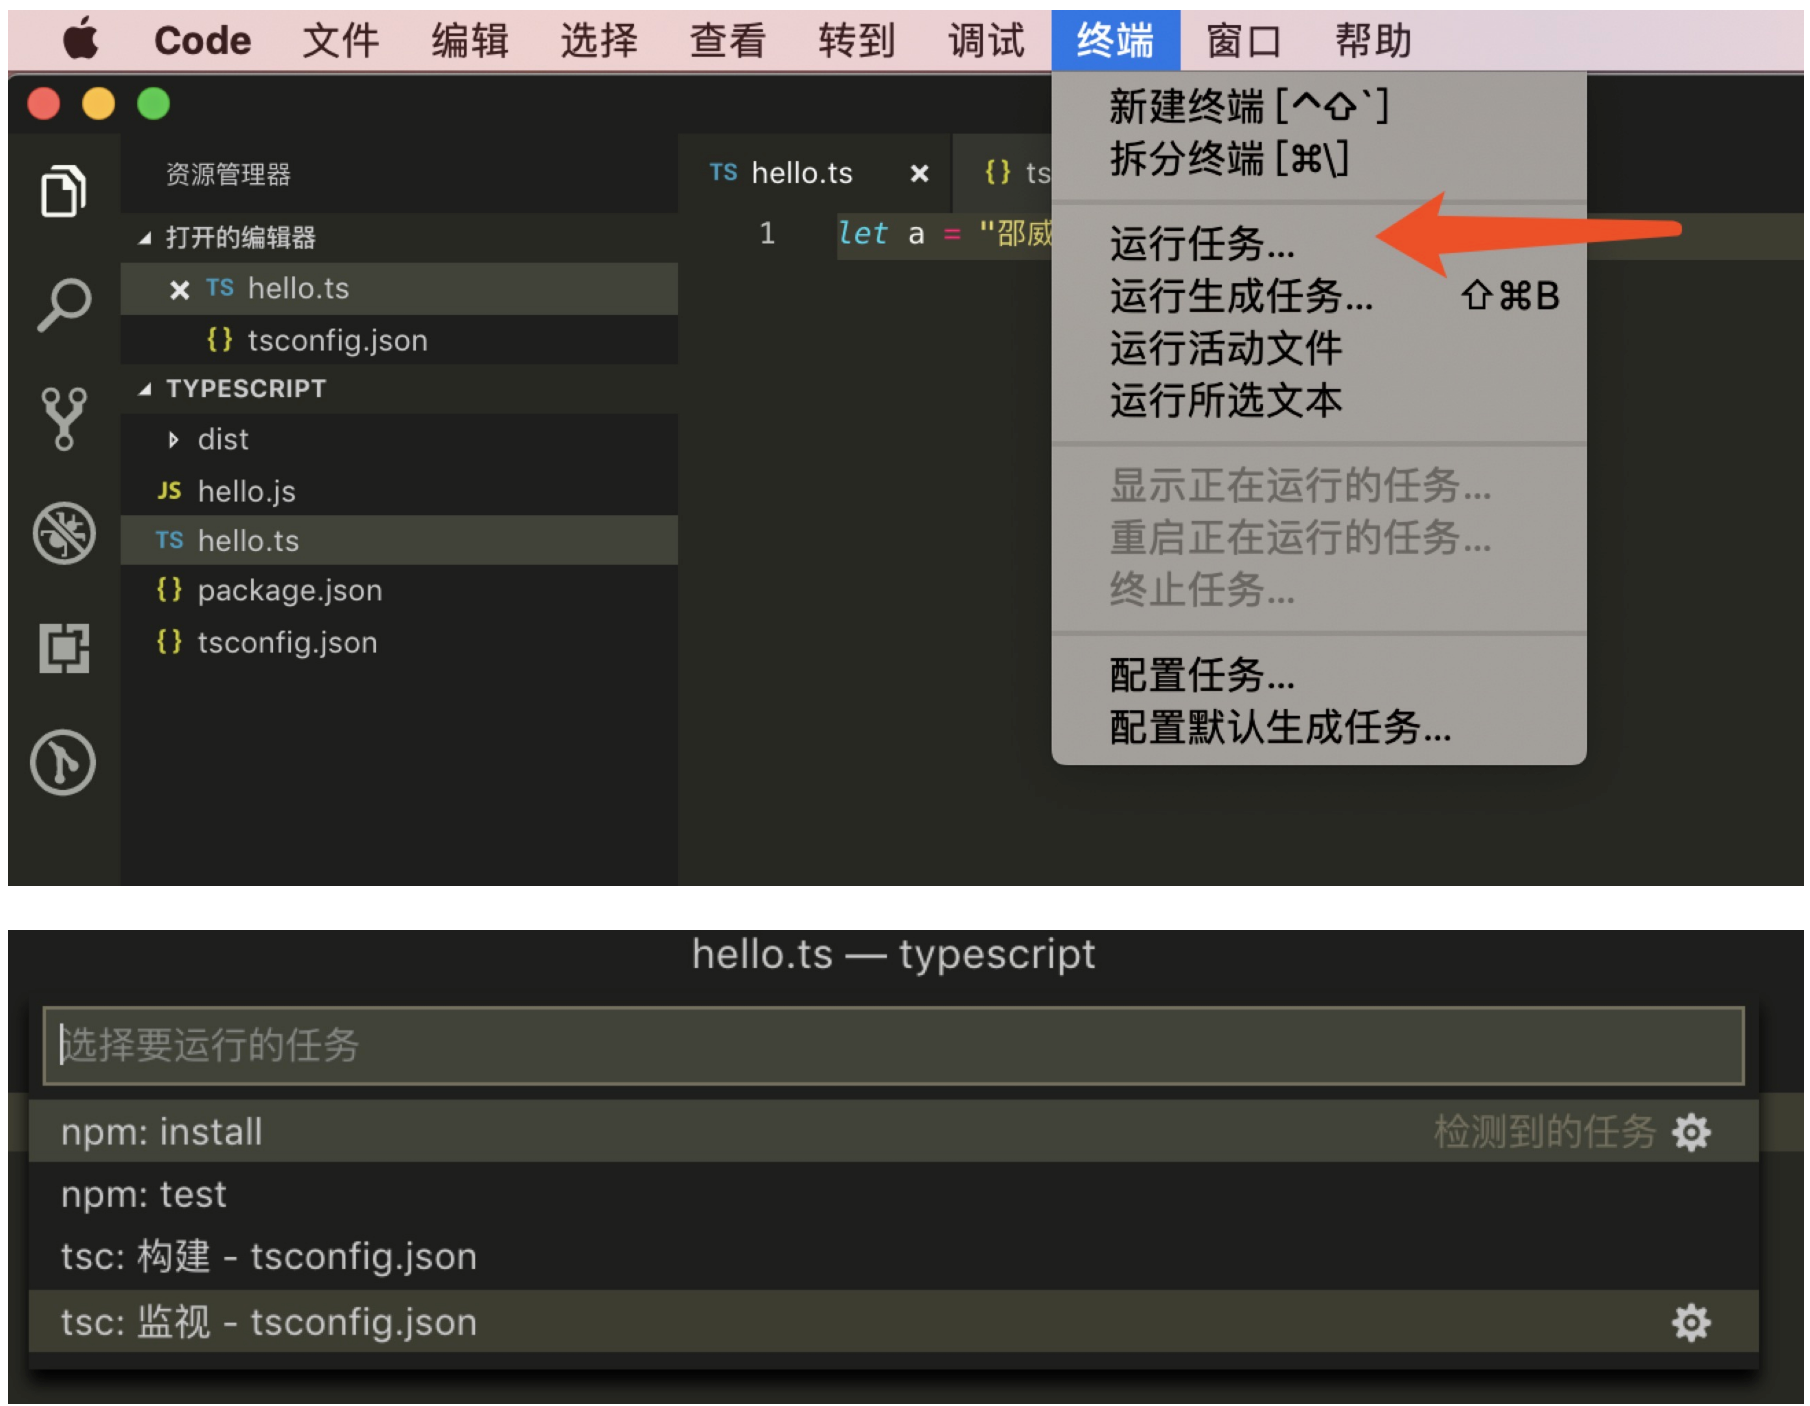 Code 文件 编辑 选择 查看 转到 调试 终端 窗口 帮助
资源管理器
打开的编辑器
TS hello.ts
{} tsconfig.json
TYPESCRIPT
dist
JS hello.js
TS hello.ts
{} package.json
{} tsconfig.json
TS hello.ts × {} ts
1 let a = "邵威
新建终端 [^⇧`]
拆分终端 [⌘\]
运行任务...
运行生成任务... ⇧⌘B
运行活动文件
运行所选文本
显示正在运行的任务...
重启正在运行的任务...
终止任务...
配置任务...
配置默认生成任务...
hello.ts — typescript
选择要运行的任务
npm: install 检测到的任务
npm: test
tsc: 构建 - tsconfig.json
tsc: 监视 - tsconfig.json